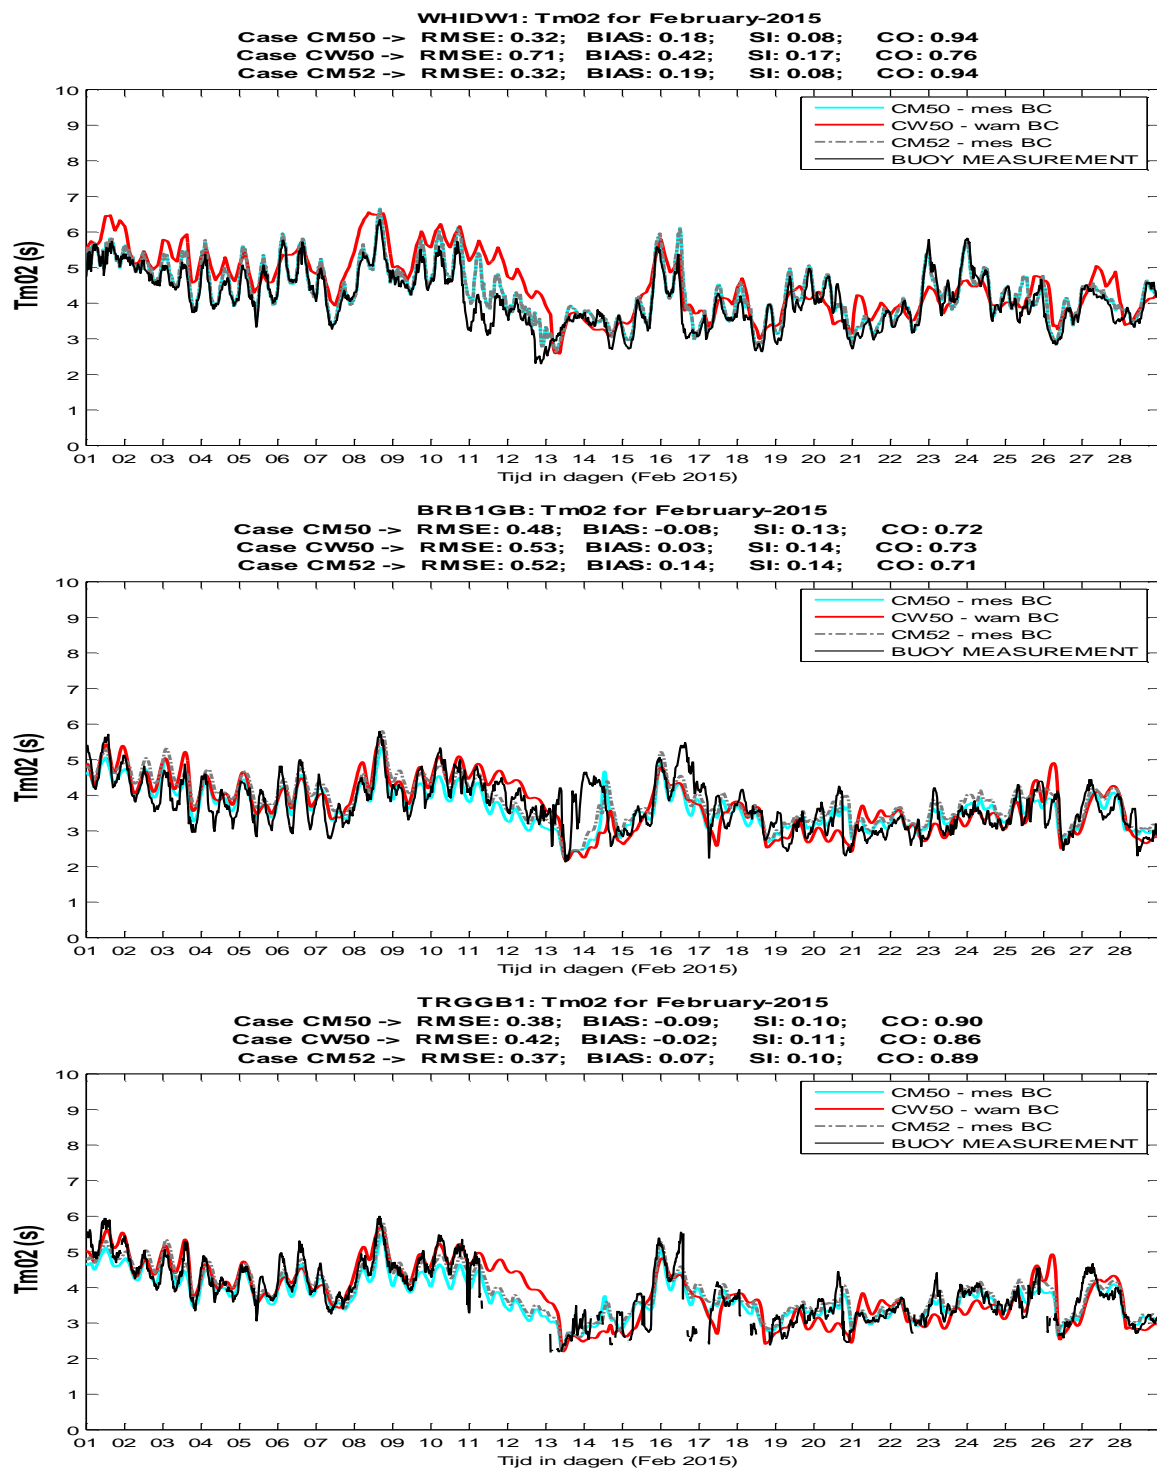 WHIDW1: Tm02 for February-2015
Case CM50 -> RMSE: 0.32; BIAS: 0.18; SI: 0.08; CO: 0.94
Case CW50 -> RMSE: 0.71; BIAS: 0.42; SI: 0.17; CO: 0.76
Case CM52 -> RMSE: 0.32; BIAS: 0.19; SI: 0.08; CO: 0.94
CM50 - mes BC
CW50 - wam BC
CM52 - mes BC
BUOY MEASUREMENT
Tm02 (s)
10
9
8
7
6
5
4
3
2
1
0
01 02 03 04 05 06 07 08 09 10 11 12 13 14 15 16 17 18 19 20 21 22 23 24 25 26 27 28
Tijd in dagen (Feb 2015)
BRB1GB: Tm02 for February-2015
Case CM50 -> RMSE: 0.48; BIAS: -0.08; SI: 0.13; CO: 0.72
Case CW50 -> RMSE: 0.53; BIAS: 0.03; SI: 0.14; CO: 0.73
Case CM52 -> RMSE: 0.52; BIAS: 0.14; SI: 0.14; CO: 0.71
CM50 - mes BC
CW50 - wam BC
CM52 - mes BC
BUOY MEASUREMENT
Tm02 (s)
10
9
8
7
6
5
4
3
2
1
0
01 02 03 04 05 06 07 08 09 10 11 12 13 14 15 16 17 18 19 20 21 22 23 24 25 26 27 28
Tijd in dagen (Feb 2015)
TRGGB1: Tm02 for February-2015
Case CM50 -> RMSE: 0.38; BIAS: -0.09; SI: 0.10; CO: 0.90
Case CW50 -> RMSE: 0.42; BIAS: -0.02; SI: 0.11; CO: 0.86
Case CM52 -> RMSE: 0.37; BIAS: 0.07; SI: 0.10; CO: 0.89
CM50 - mes BC
CW50 - wam BC
CM52 - mes BC
BUOY MEASUREMENT
Tm02 (s)
10
9
8
7
6
5
4
3
2
1
0
01 02 03 04 05 06 07 08 09 10 11 12 13 14 15 16 17 18 19 20 21 22 23 24 25 26 27 28
Tijd in dagen (Feb 2015)